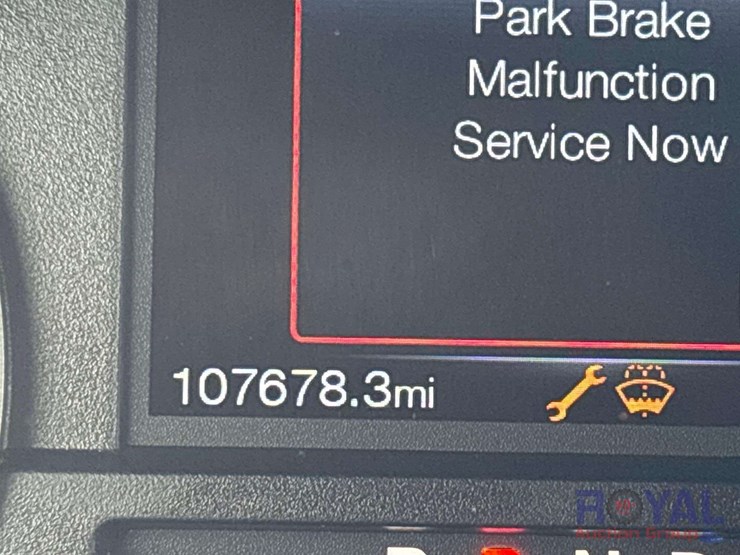 Park Brake
Malfunction
Service Now
107678.3mi
ROYAL